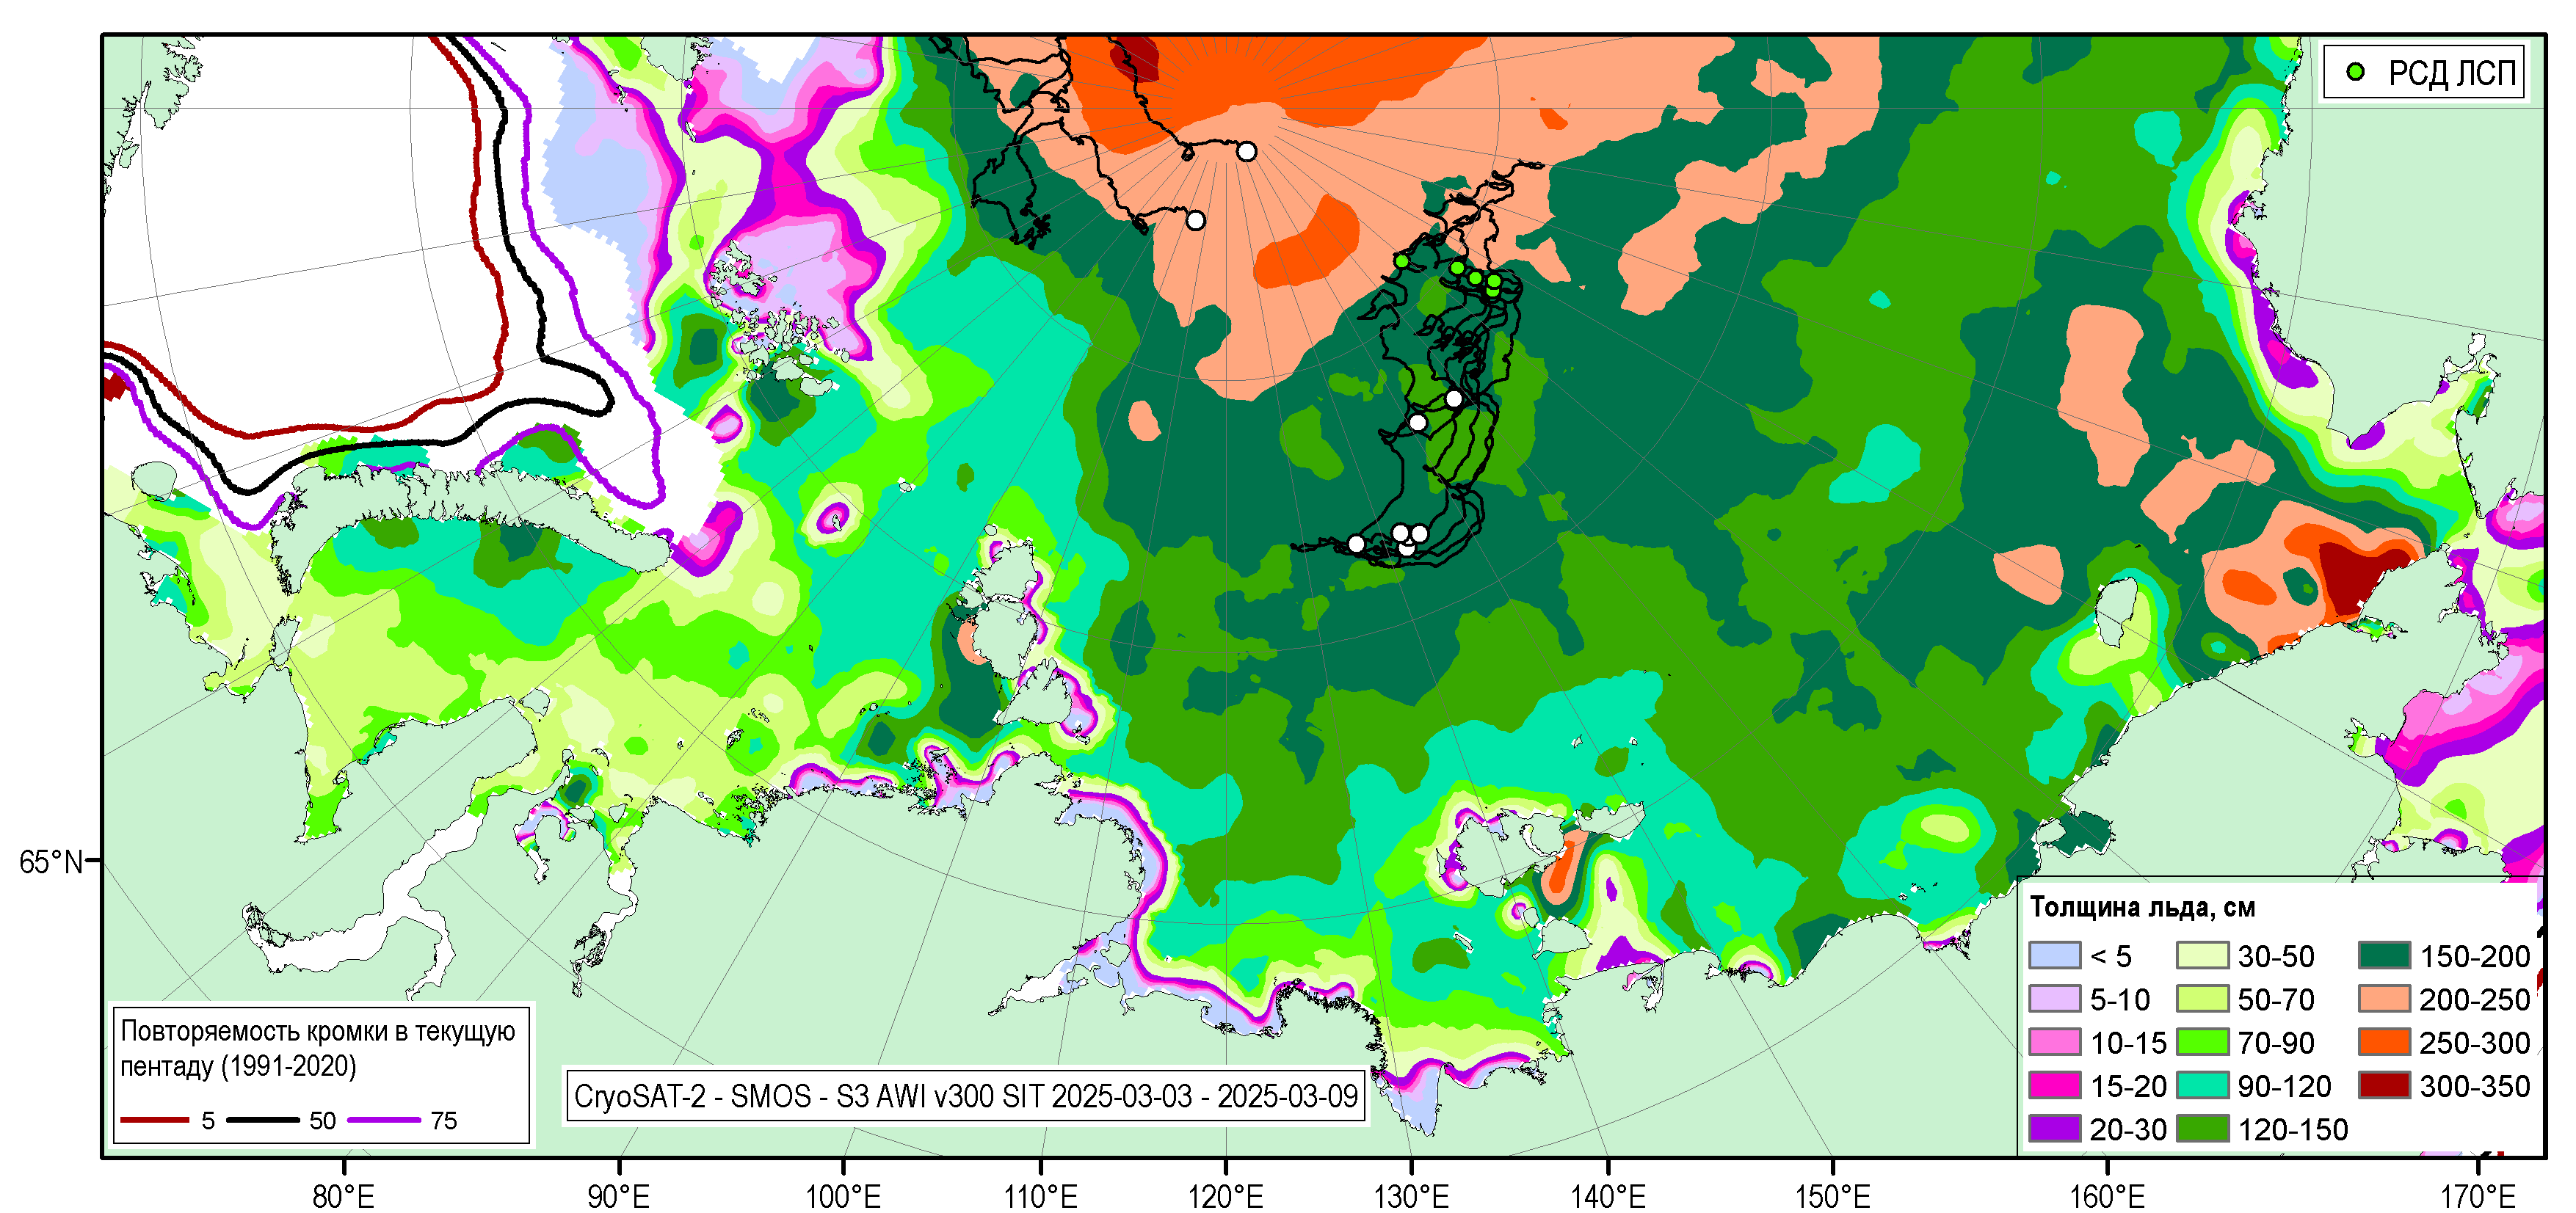 РСД ЛСП
65°N
Толщина льда, см
< 5
30-50
150-200
5-10
50-70
200-250
10-15
70-90
250-300
15-20
90-120
300-350
20-30
120-150
Повторяемость кромки в текущую
пентаду (1991-2020)
5
50
75
CryoSAT-2 - SMOS - S3 AWI v300 SIT 2025-03-03 - 2025-03-09
80°E
90°E
100°E
110°E
120°E
130°E
140°E
150°E
160°E
170°E